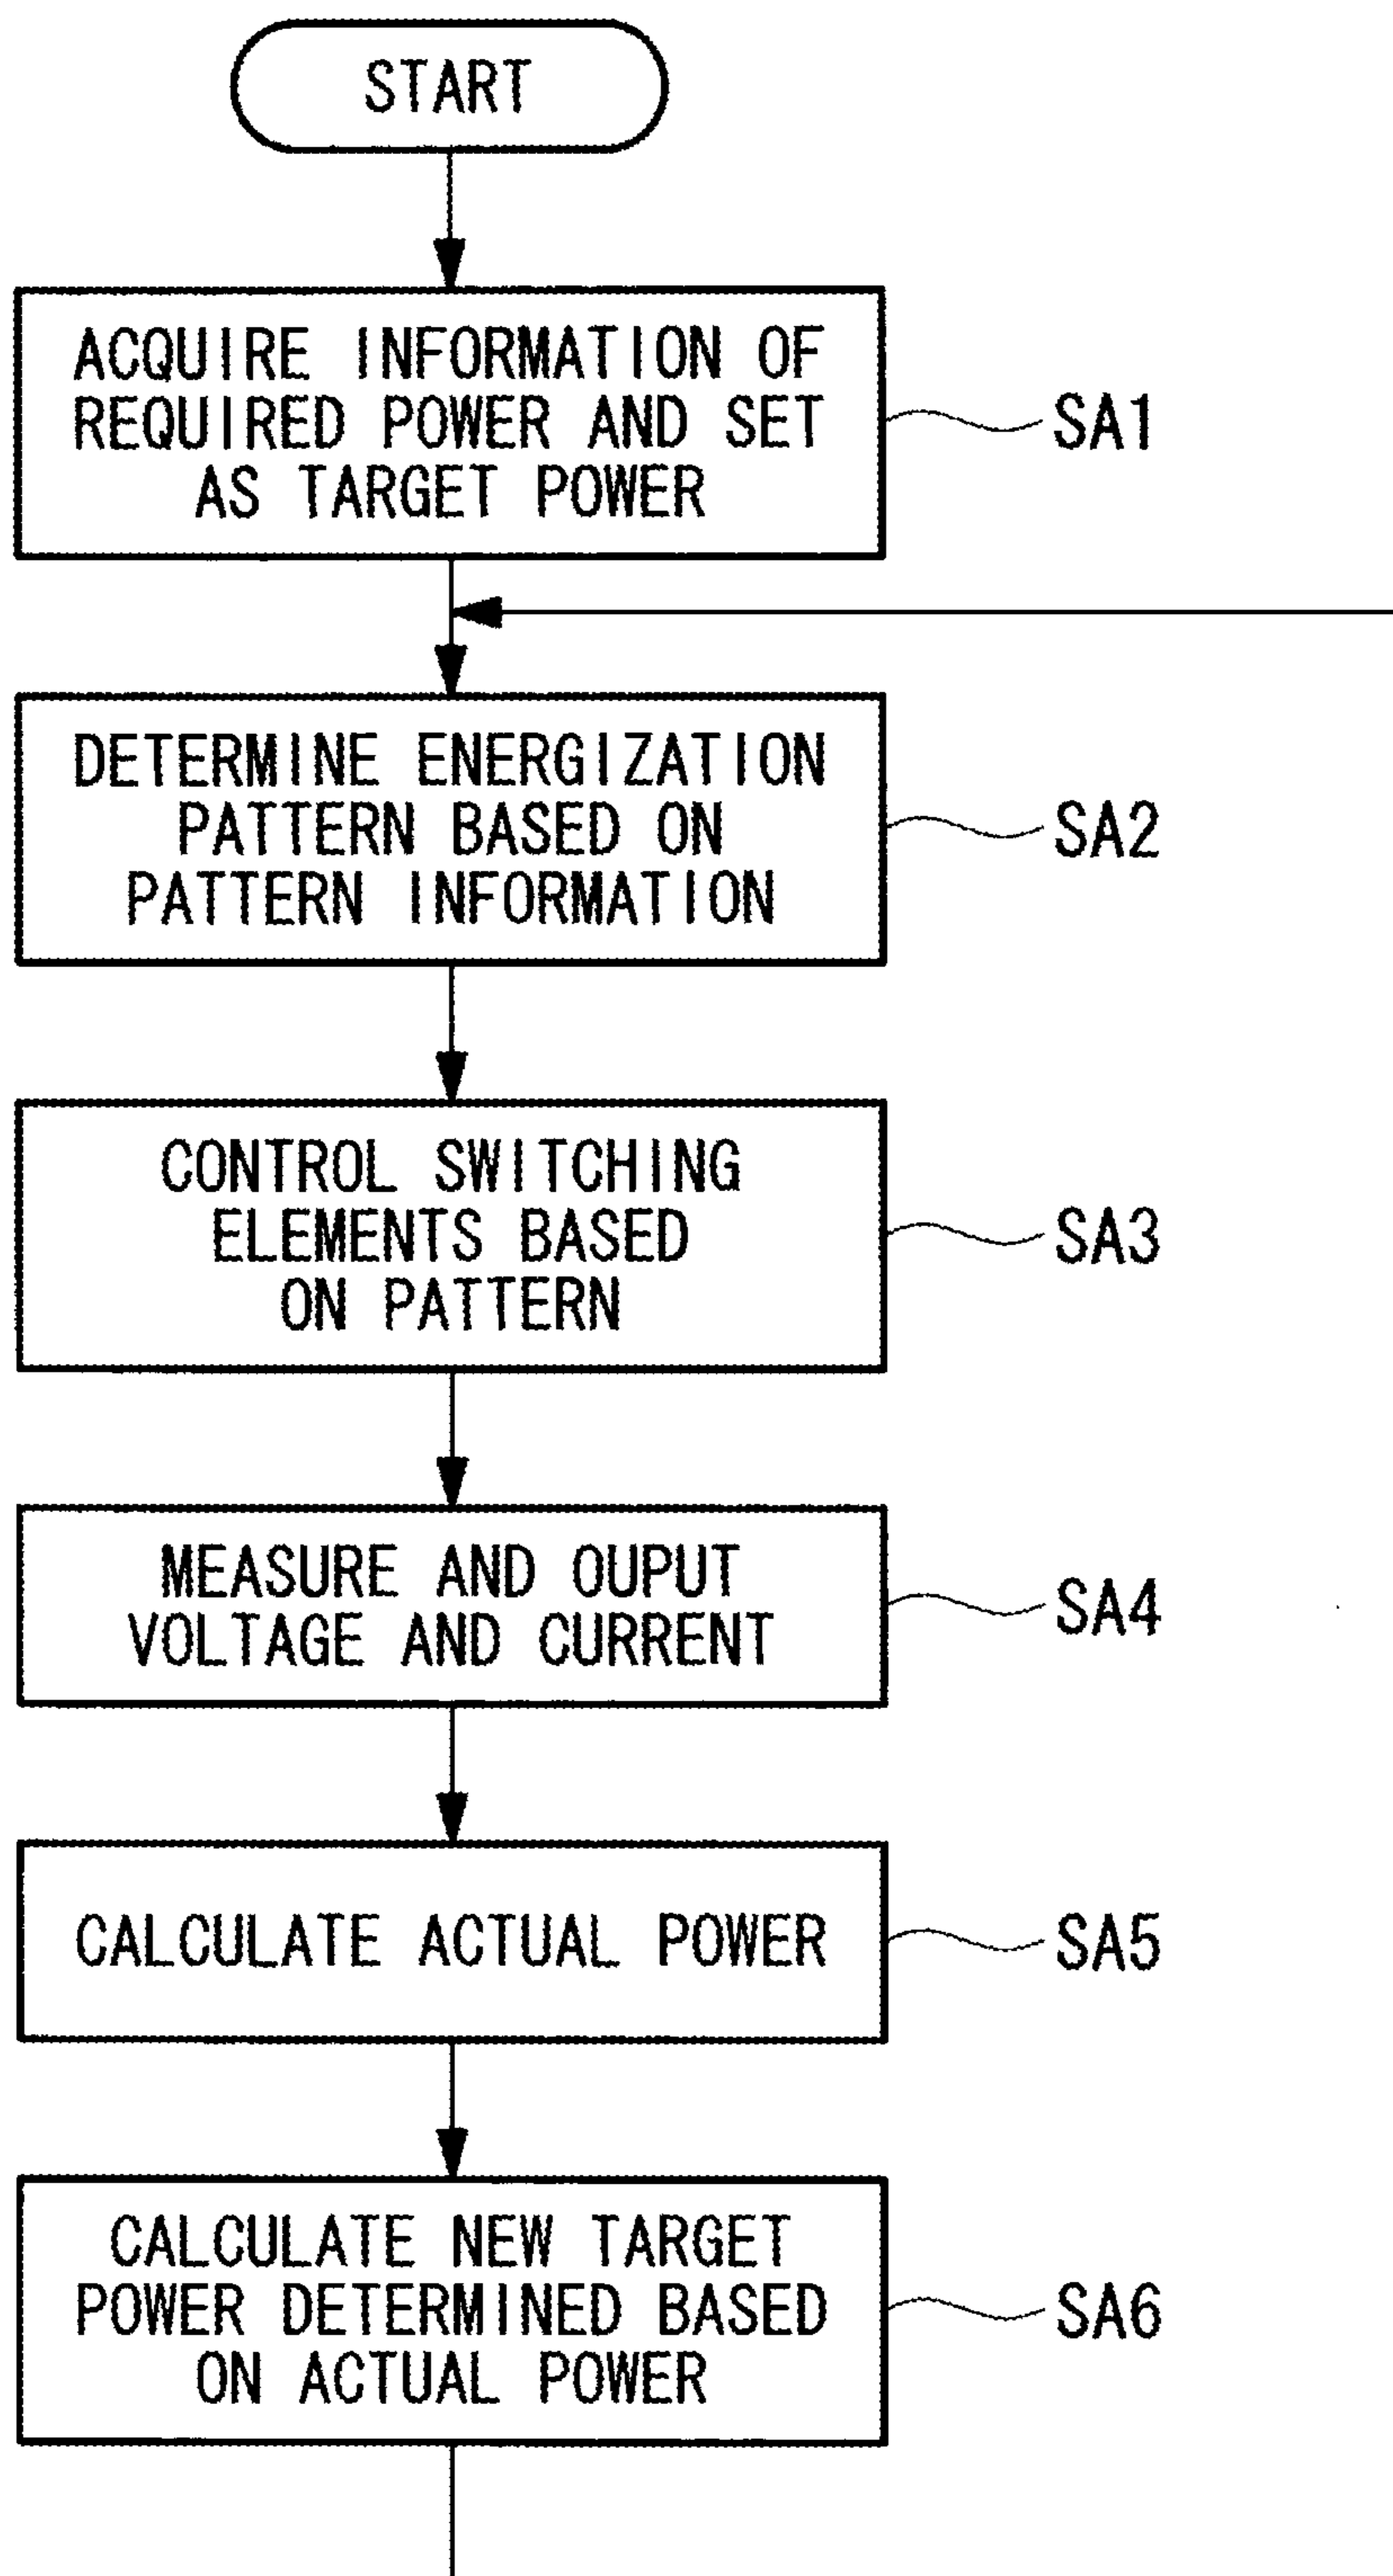 START
ACQUIRE INFORMATION OF
REQUIRED POWER AND SET
AS TARGET POWER
SA1
DETERMINE ENERGIZATION
PATTERN BASED ON
PATTERN INFORMATION
SA2
CONTROL SWITCHING
ELEMENTS BASED
ON PATTERN
SA3
MEASURE AND OUPUT
VOLTAGE AND CURRENT
SA4
CALCULATE ACTUAL POWER
SA5
CALCULATE NEW TARGET
POWER DETERMINED BASED
ON ACTUAL POWER
SA6